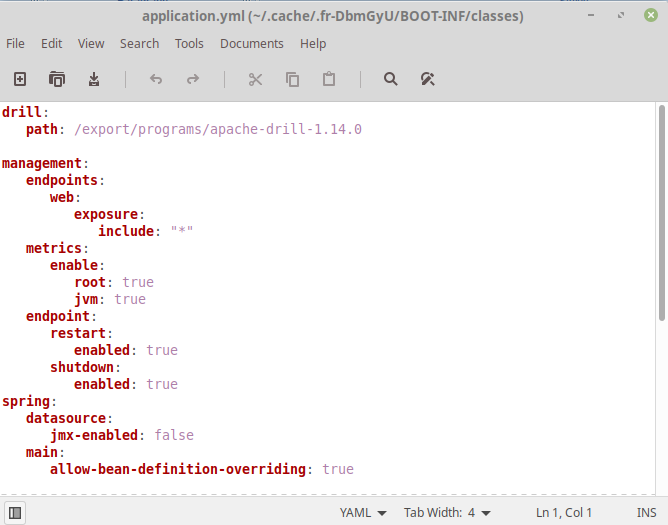 application.yml (~/.cache/.fr-DbmGyU/BOOT-INF/classes)
File Edit View Search Tools Documents Help
drill:
   path: /export/programs/apache-drill-1.14.0
management:
   endpoints:
      web:
         exposure:
            include: "*"
   metrics:
      enable:
         root: true
         jvm: true
   endpoint:
      restart:
         enabled: true
      shutdown:
         enabled: true
spring:
   datasource:
      jmx-enabled: false
   main:
      allow-bean-definition-overriding: true
YAML Tab Width: 4 Ln 1, Col 1 INS